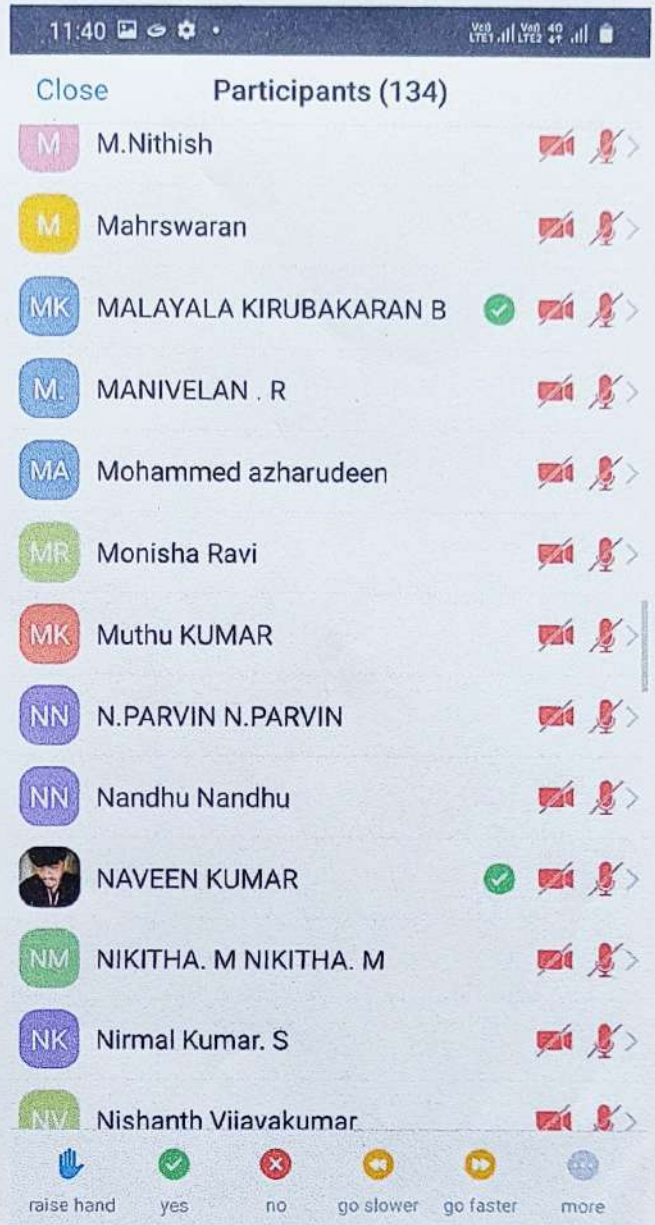 11:40
Close Participants (134)
M M.Nithish
M Mahrswaran
MK MALAYALA KIRUBAKARAN B
M. MANIVELAN . R
MA Mohammed azharudeen
MR Monisha Ravi
MK Muthu KUMAR
NN N.PARVIN N.PARVIN
NN Nandhu Nandhu
NAVEEN KUMAR
NM NIKITHA. M NIKITHA. M
NK Nirmal Kumar. S
NV Nishanth Vijayakumar
raise hand yes no go slower go faster more